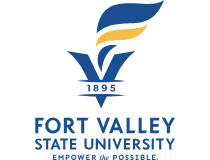 1895
FORT VALLEY
STATE UNIVERSITY
EMPOWER the POSSIBLE.